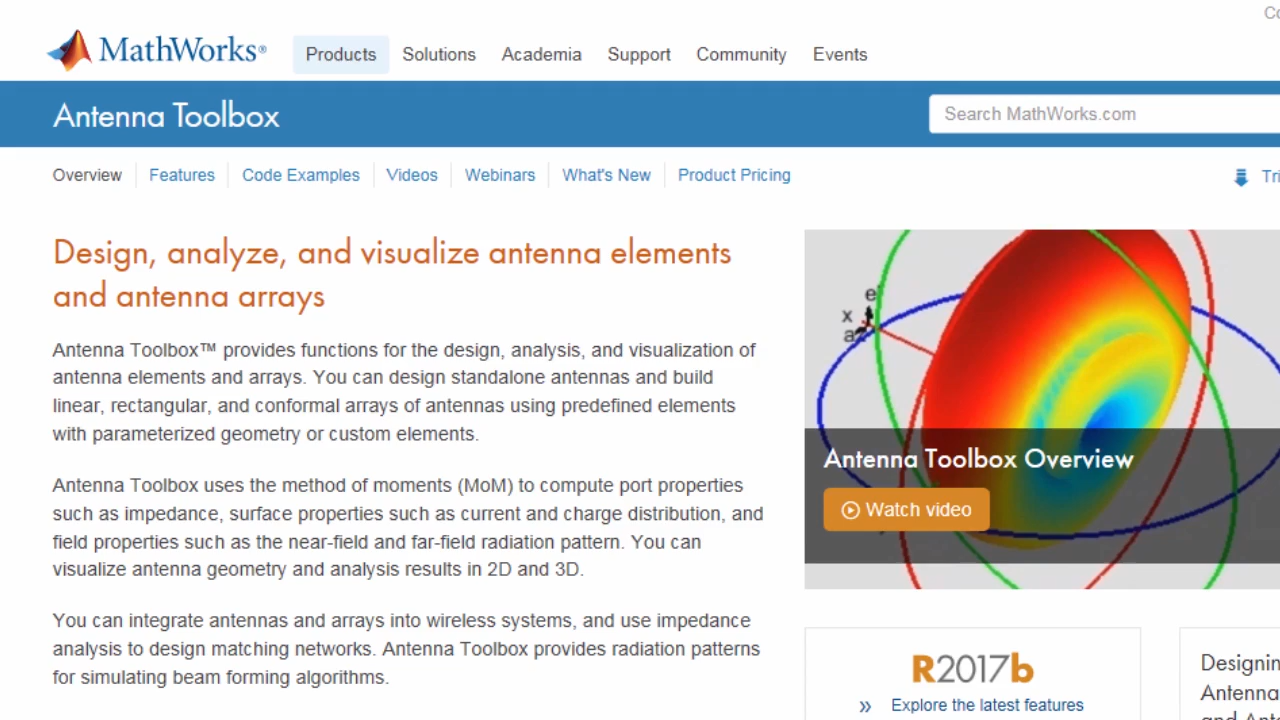 Co
MathWorks®
Products Solutions Academia Support Community Events
Antenna Toolbox
Search MathWorks.com
Overview Features Code Examples Videos Webinars What's New Product Pricing
Tri
Design, analyze, and visualize antenna elements
and antenna arrays
Antenna Toolbox™ provides functions for the design, analysis, and visualization of
antenna elements and arrays. You can design standalone antennas and build
linear, rectangular, and conformal arrays of antennas using predefined elements
with parameterized geometry or custom elements.
Antenna Toolbox uses the method of moments (MoM) to compute port properties
such as impedance, surface properties such as current and charge distribution, and
field properties such as the near-field and far-field radiation pattern. You can
visualize antenna geometry and analysis results in 2D and 3D.
You can integrate antennas and arrays into wireless systems, and use impedance
analysis to design matching networks. Antenna Toolbox provides radiation patterns
for simulating beam forming algorithms.
el
x
az
Antenna Toolbox Overview
Watch video
R2017b
» Explore the latest features
Designin
Antenna